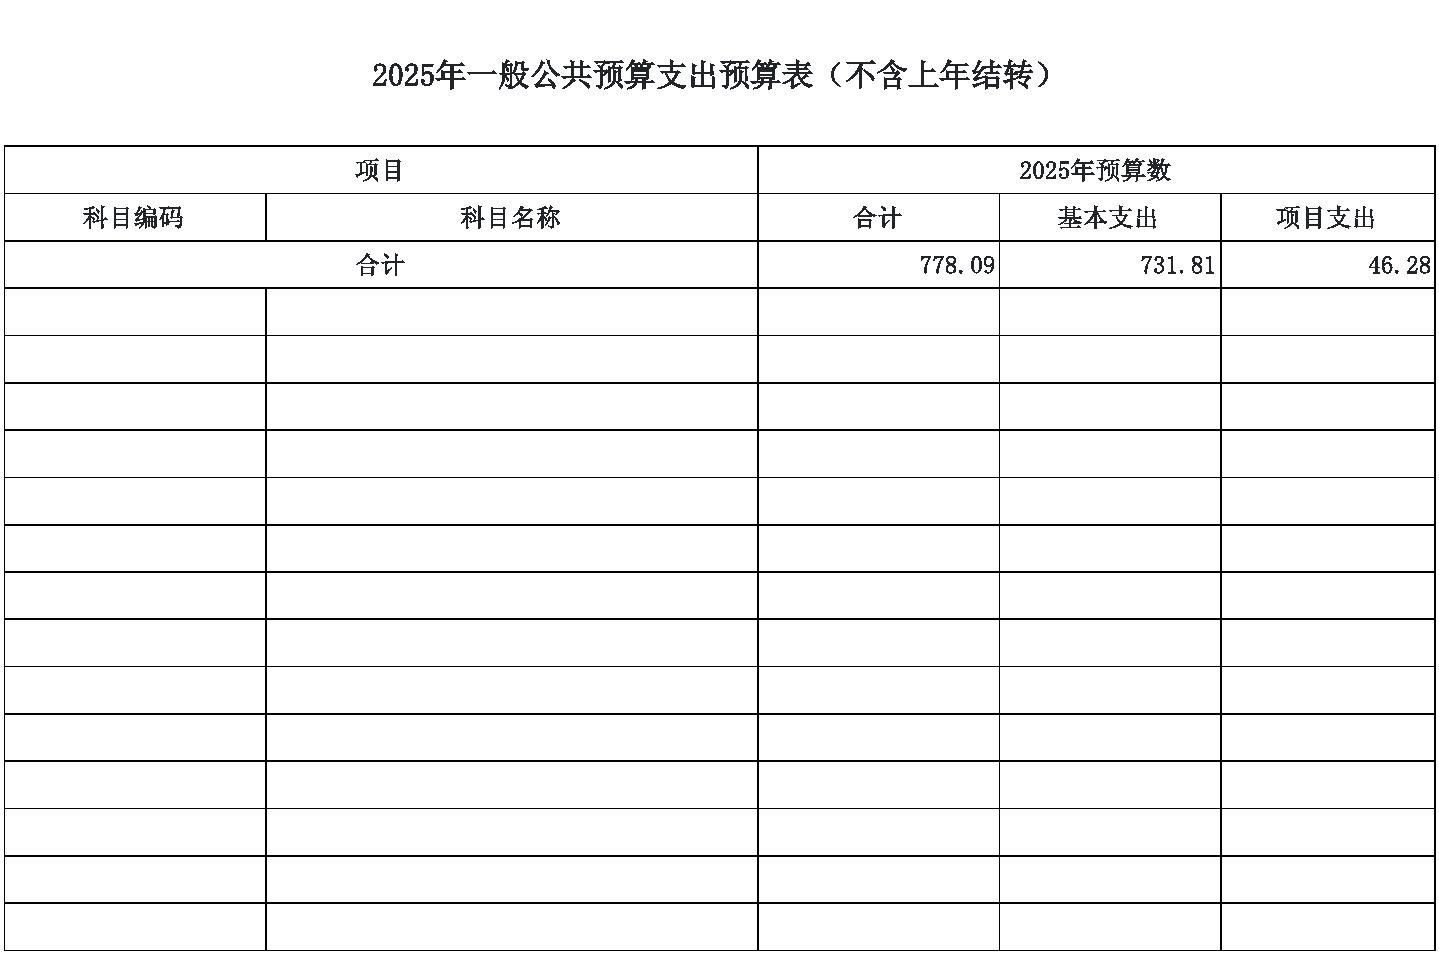 2025年一般公共预算支出预算表（不含上年结转）
项目 2025年预算数
科目编码 科目名称 合计 基本支出 项目支出
合计 778.09 731.81 46.28